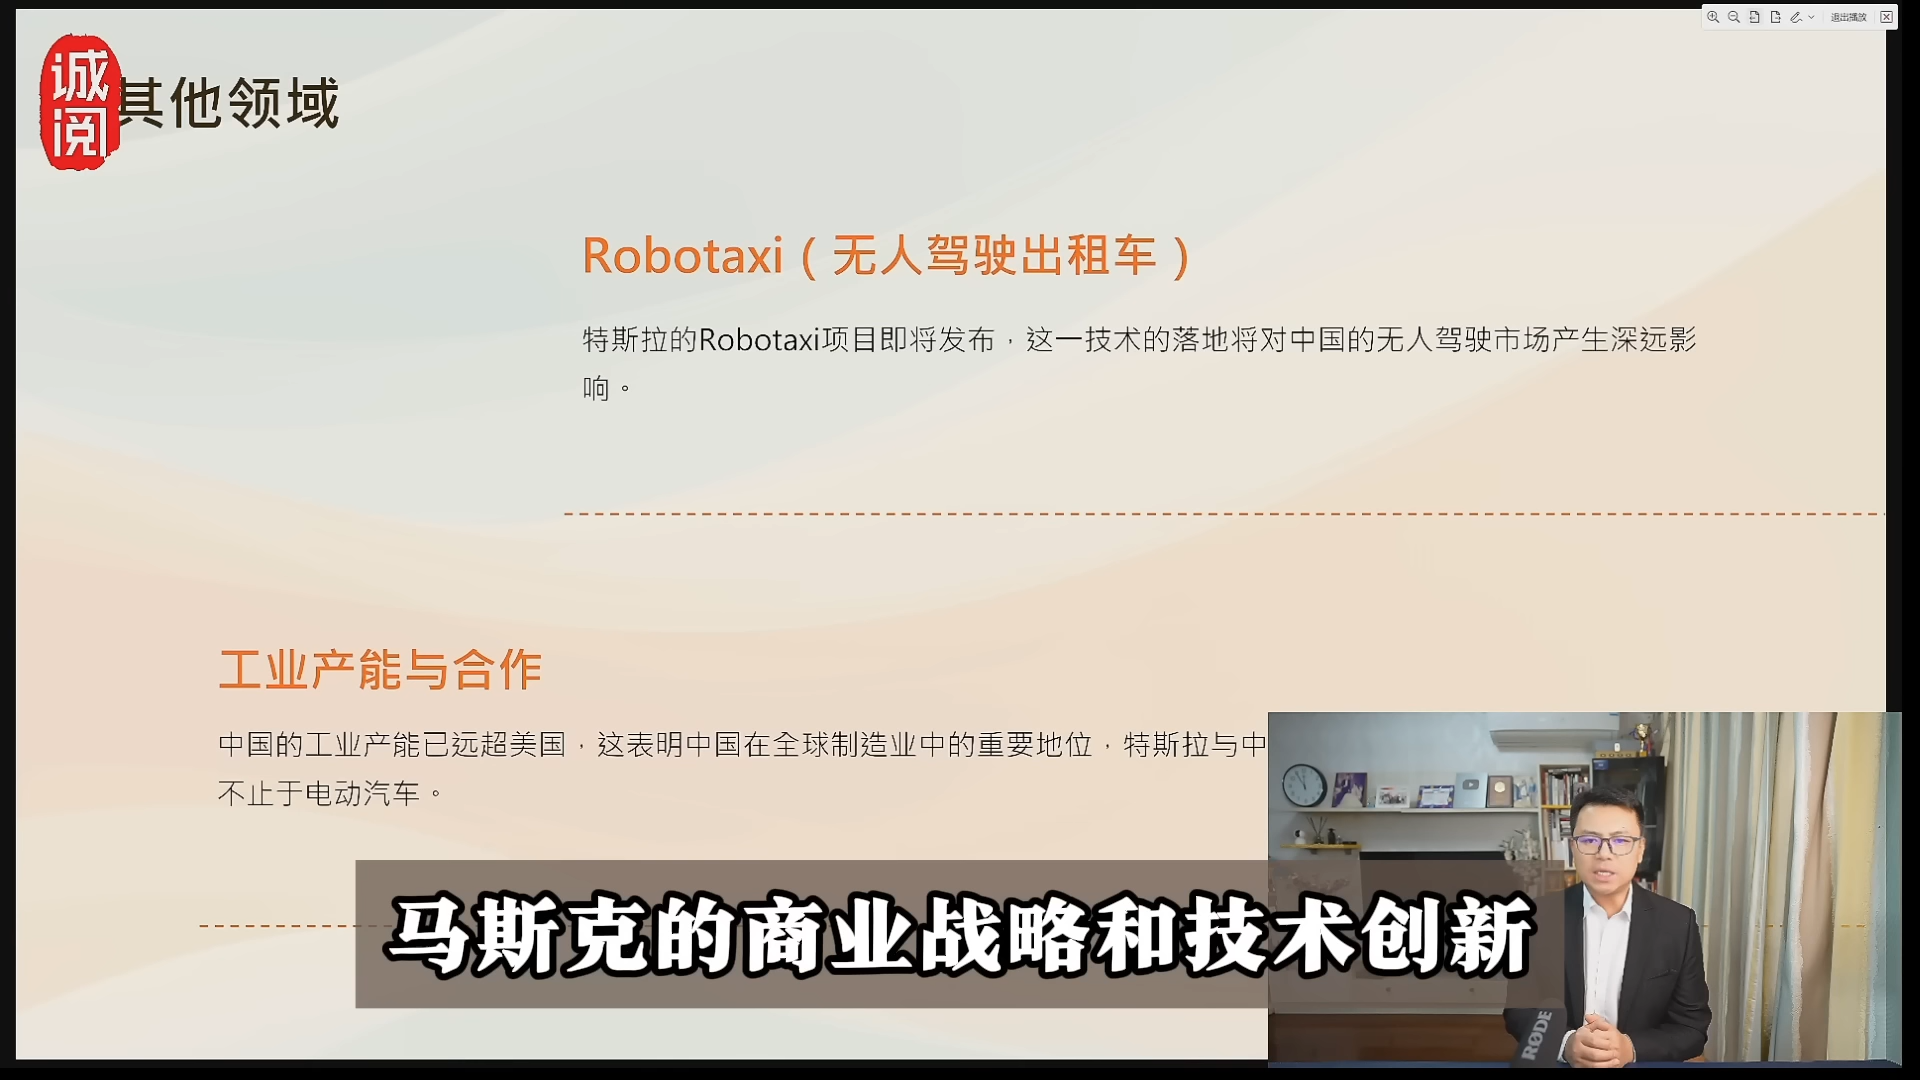 退出播放
诚阅
其他领域
Robotaxi（无人驾驶出租车）
特斯拉的Robotaxi项目即将发布，这一技术的落地将对中国的无人驾驶市场产生深远影
响。
工业产能与合作
中国的工业产能已远超美国，这表明中国在全球制造业中的重要地位，特斯拉与中
不止于电动汽车。
马斯克的商业战略和技术创新
RØDE